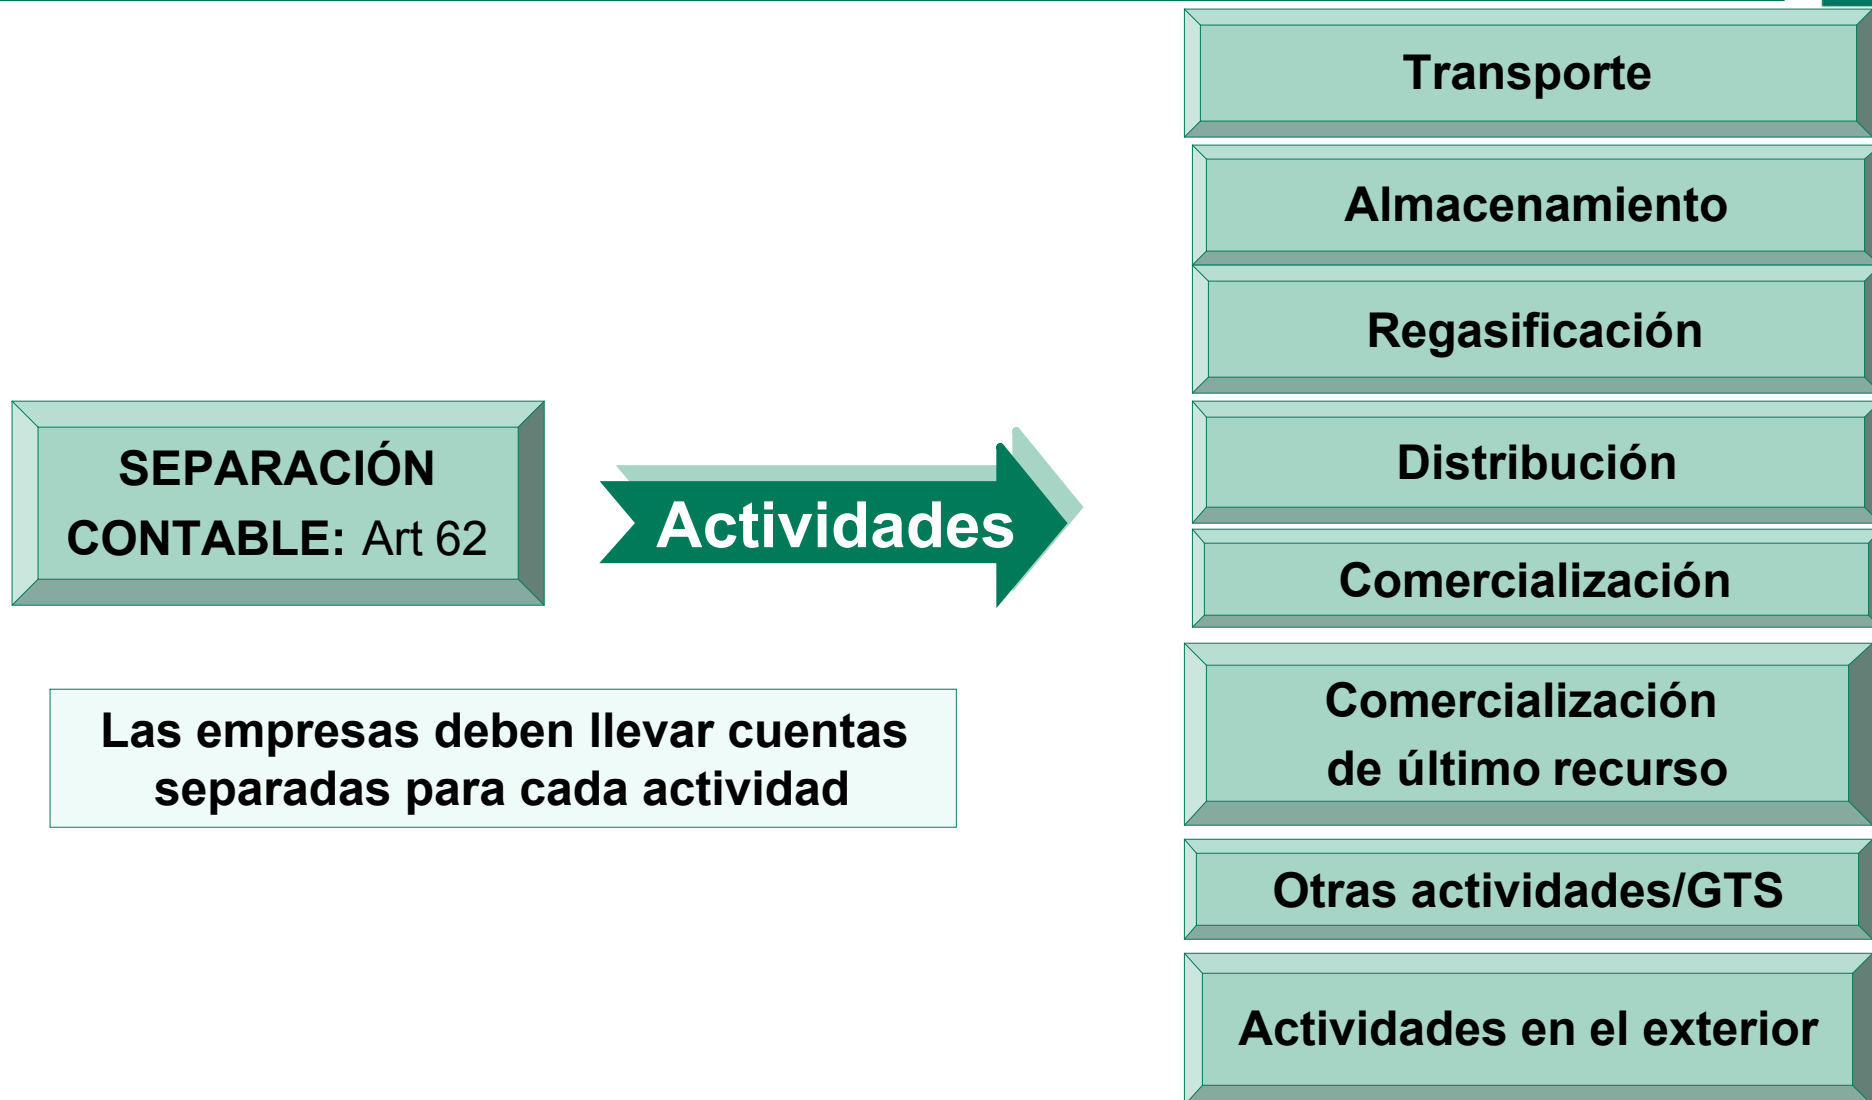 SEPARACIÓN
CONTABLE: Art 62
Actividades
Las empresas deben llevar cuentas
separadas para cada actividad
Transporte
Almacenamiento
Regasificación
Distribución
Comercialización
Comercialización
de último recurso
Otras actividades/GTS
Actividades en el exterior